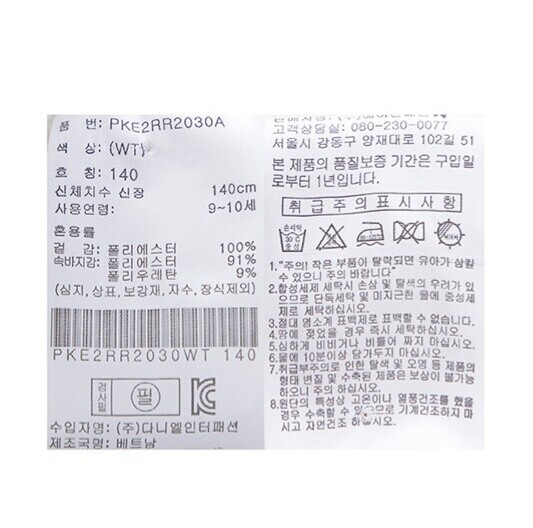 품 번: PKE2RR2030A
색 상: (WT)
호 칭: 140
신체치수 신장 140cm
사용연령: 9~10세
혼용률
겉 감: 폴리에스터 100%
속바지감: 폴리에스터 91%
폴리우레탄 9%
(심지, 상표, 보강재, 자수, 장식제외)
PKE2RR2030WT 140
검사필
필
수입자명: (주)다니엘인터패션
제조국명: 베트남
고객상담실: 080-230-0077
서울시 강동구 양재대로 102길 51
본 제품의 품질보증 기간은 구입일
로부터 1년입니다.
취급주의표시사항
손세탁
30℃
중성
1."주의! 작은 부품이 탈락되면 유아가 삼킬
수 있으니 주의 바랍니다"
2.합성세제 세탁시 손상 및 탈색의 우려가 있
으므로 단독세탁 및 미지근한 물에 중성세
제로 세탁하십시오.
3.절대 염소계 표백제로 표백할 수 없습니다.
4.땀에 젖었을 경우 즉시 세탁하십시오.
5.심하게 비비거나 비틀어 짜지 마십시오.
6.물에 10분이상 담가두지 마십시오.
7.취급부주의로 인한 탈색 및 오염 등 제품의
형태 변질 및 수축된 제품은 보상이 불가능
하오니 주의 하십시오.
8.원단의 특성상 고온이나 열풍건조를 했을
경우 수축할 수 있으므로 기계건조하지 마
시고 자연건조 하십시오.